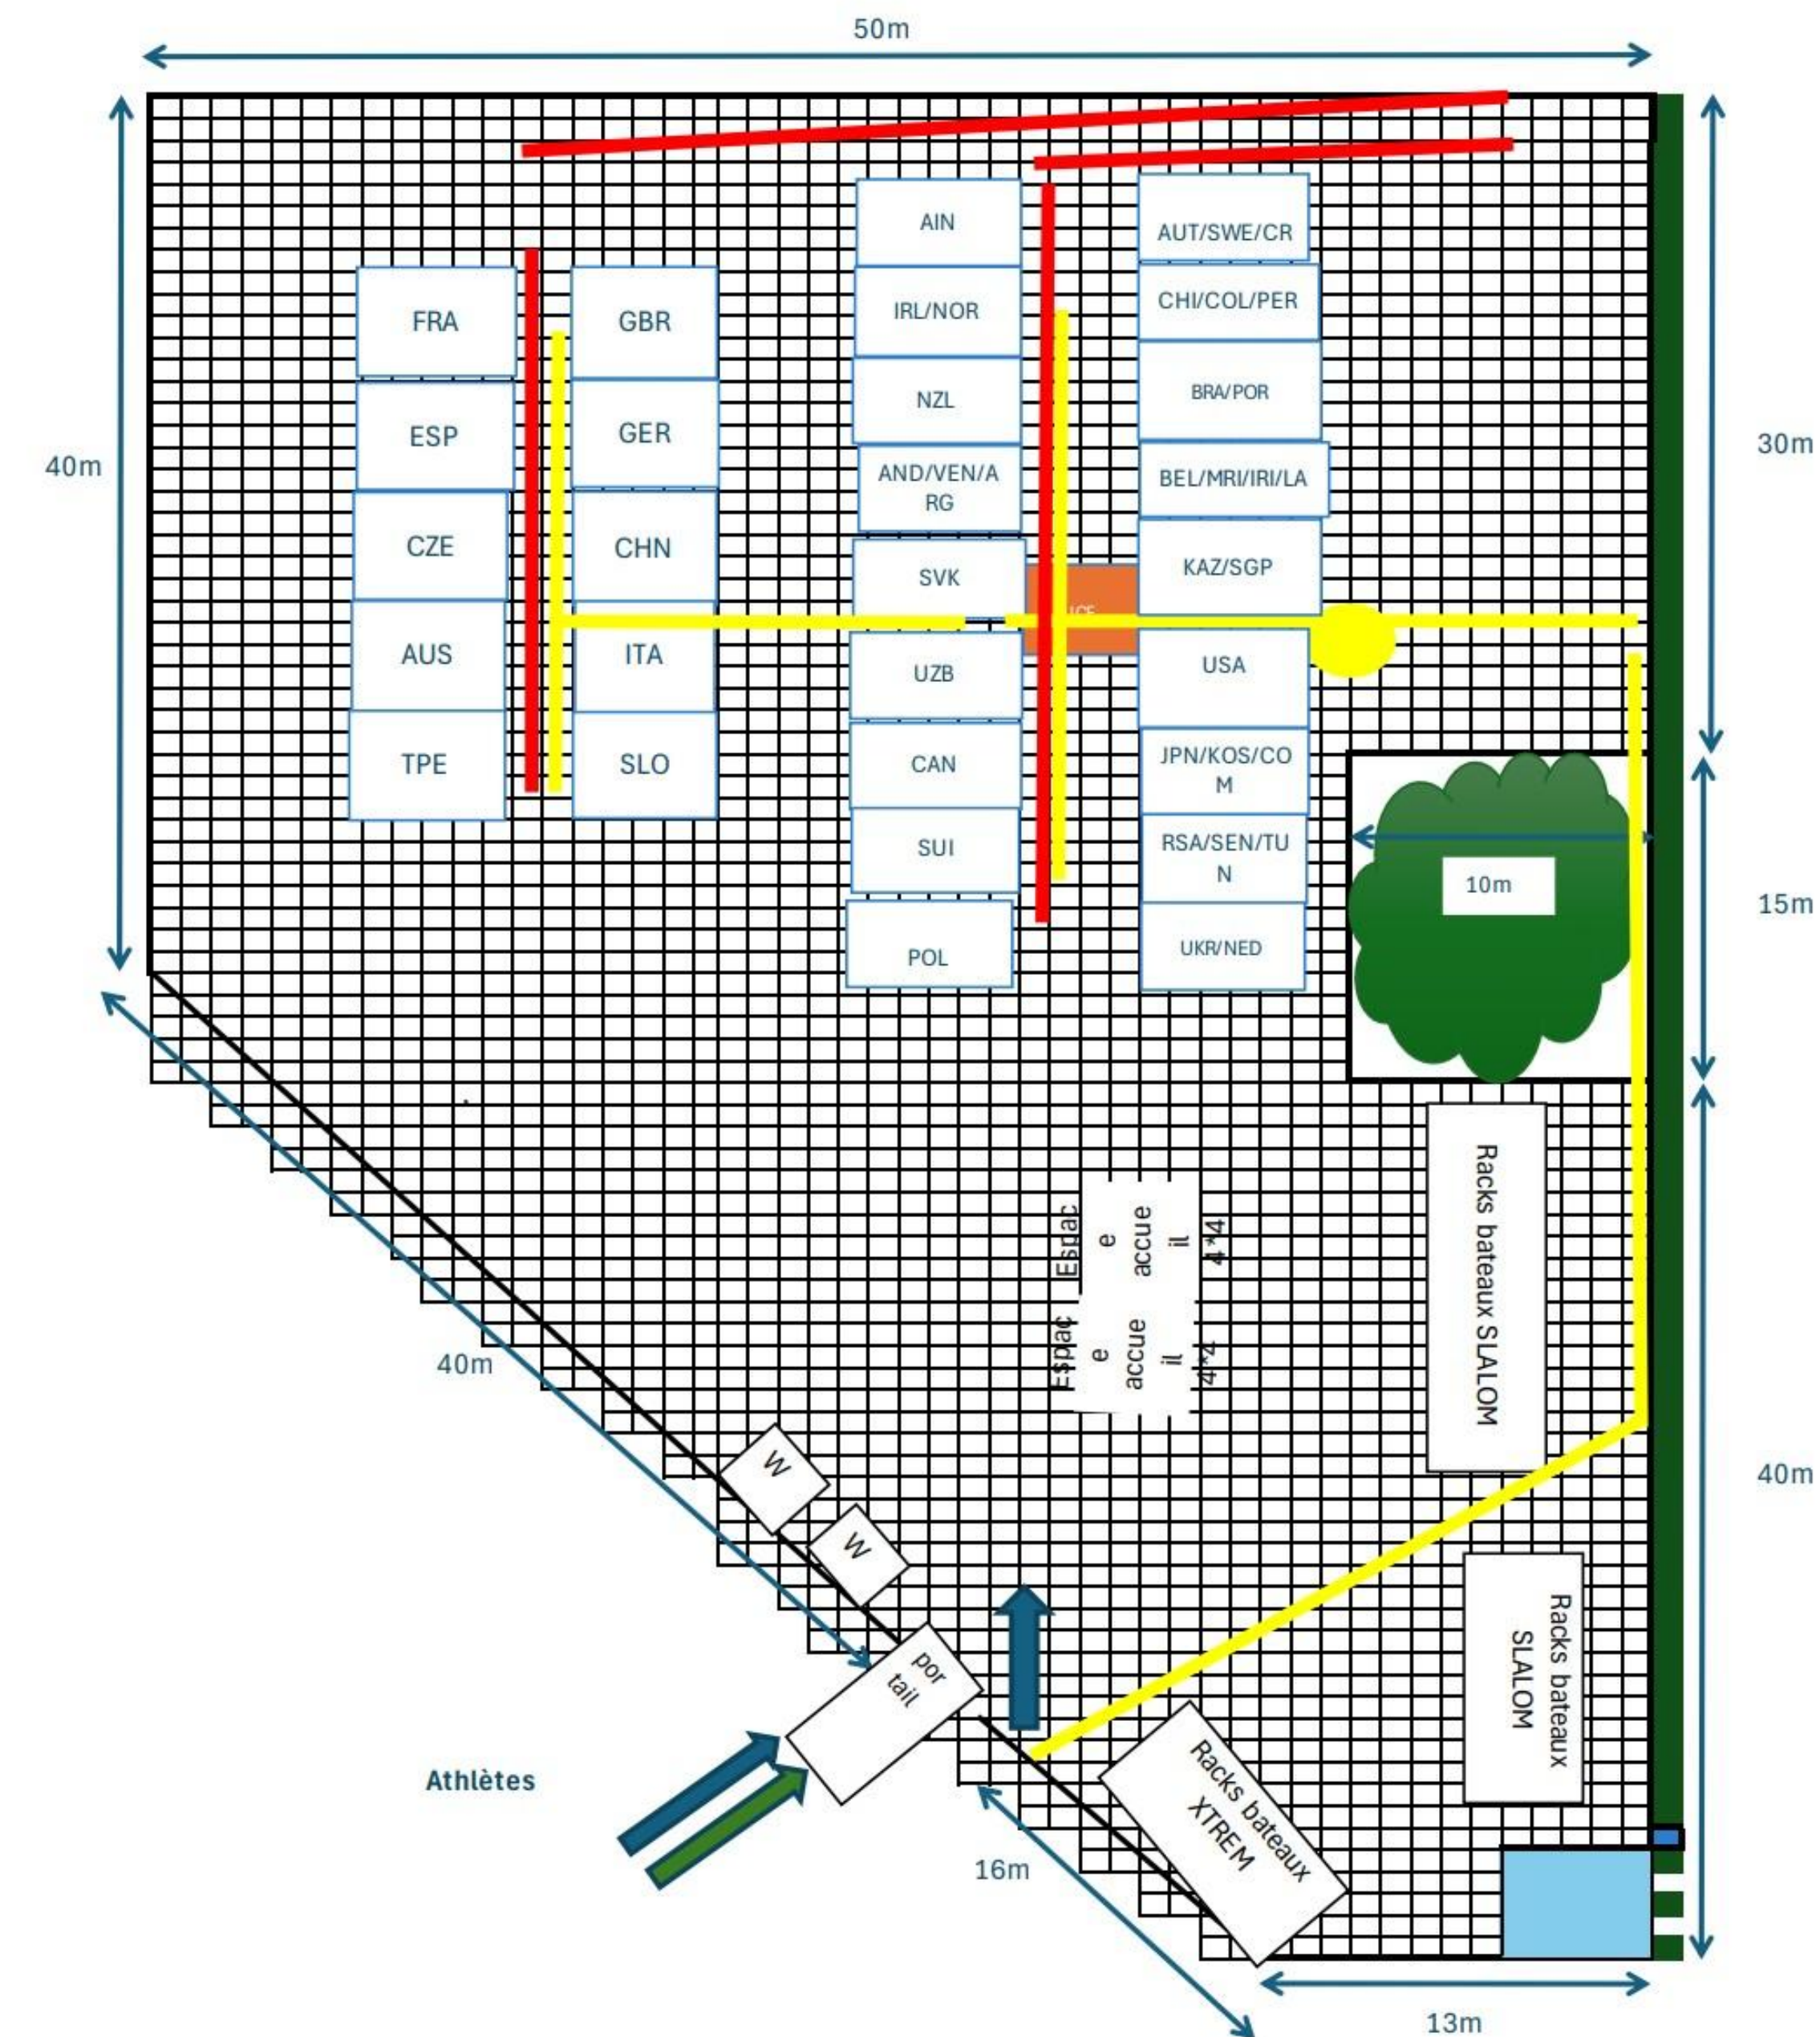 50m
40m
30m
15m
40m
10m
FRA
ESP
CZE
AUS
TPE
GBR
GER
CHN
ITA
SLO
AIN
IRL/NOR
NZL
AND/VEN/A
RG
SVK
UZB
CAN
SUI
POL
AUT/SWE/CR
CHI/COL/PER
BRA/POR
BEL/MRI/IRI/LA
KAZ/SGP
USA
JPN/KOS/CO
M
RSA/SEN/TU
N
UKR/NED
Espac
e
accue
il
4*4
Espac
e
accue
il
4*4
Racks bateaux SLALOM
Racks bateaux
SLALOM
Racks bateaux
XTREM
40m
W
W
por
tail
Athlètes
16m
13m